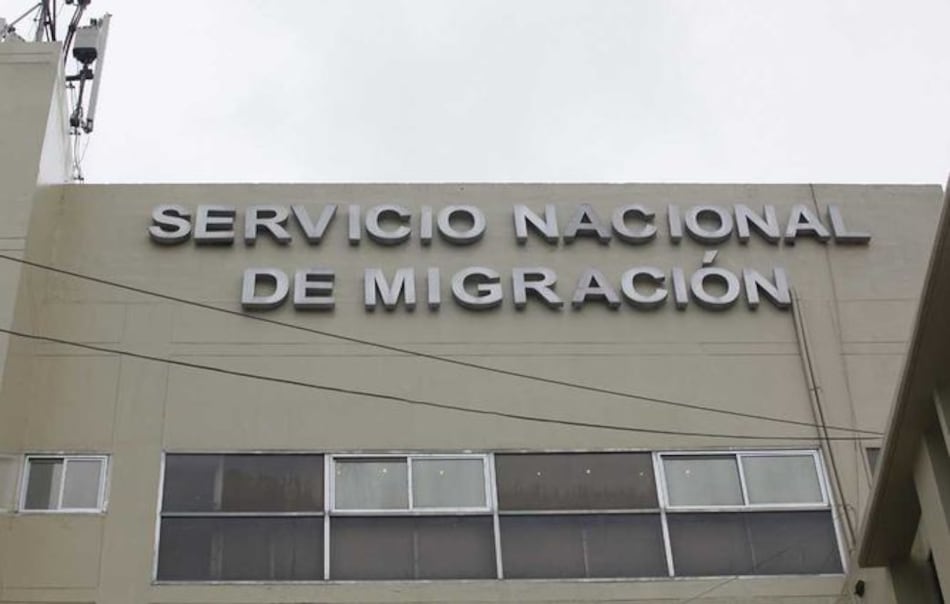 SERVICIO NACIONAL
DE MIGRACIÓN